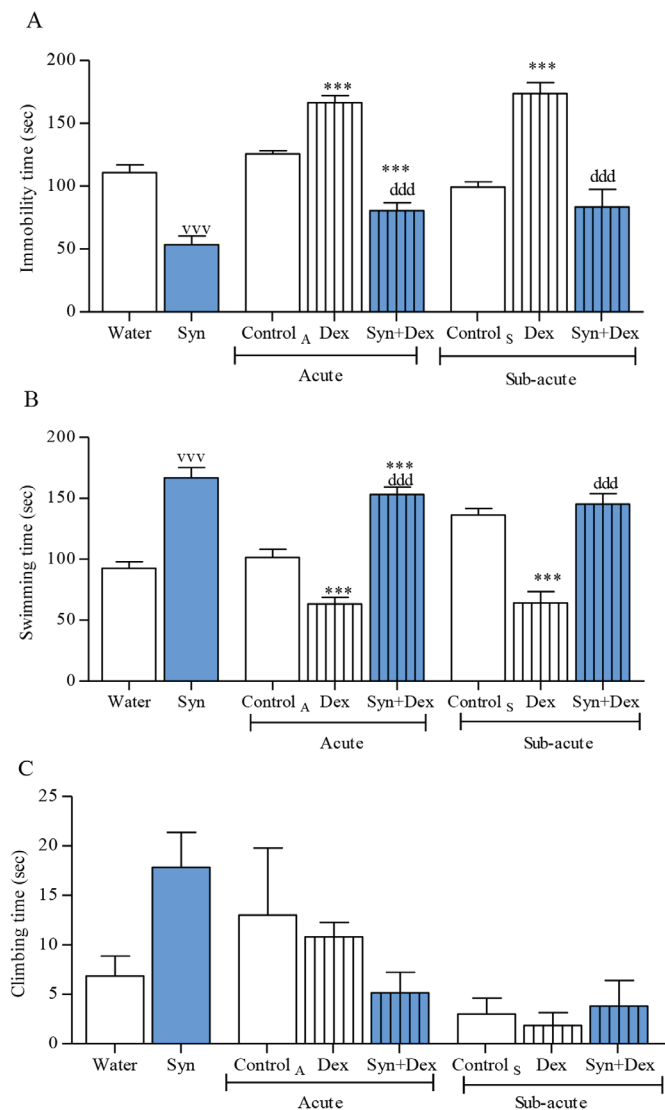 A
Immobility time (sec)
200
150
100
50
0
vvv
***
***
ddd
***
ddd
Water Syn Control A Dex Syn+Dex Control S Dex Syn+Dex
Acute Sub-acute
B
Swimming time (sec)
200
150
100
50
0
vvv
***
***
ddd
***
ddd
Water Syn Control A Dex Syn+Dex Control S Dex Syn+Dex
Acute Sub-acute
C
Climbing time (sec)
25
20
15
10
5
0
Water Syn Control A Dex Syn+Dex Control S Dex Syn+Dex
Acute Sub-acute